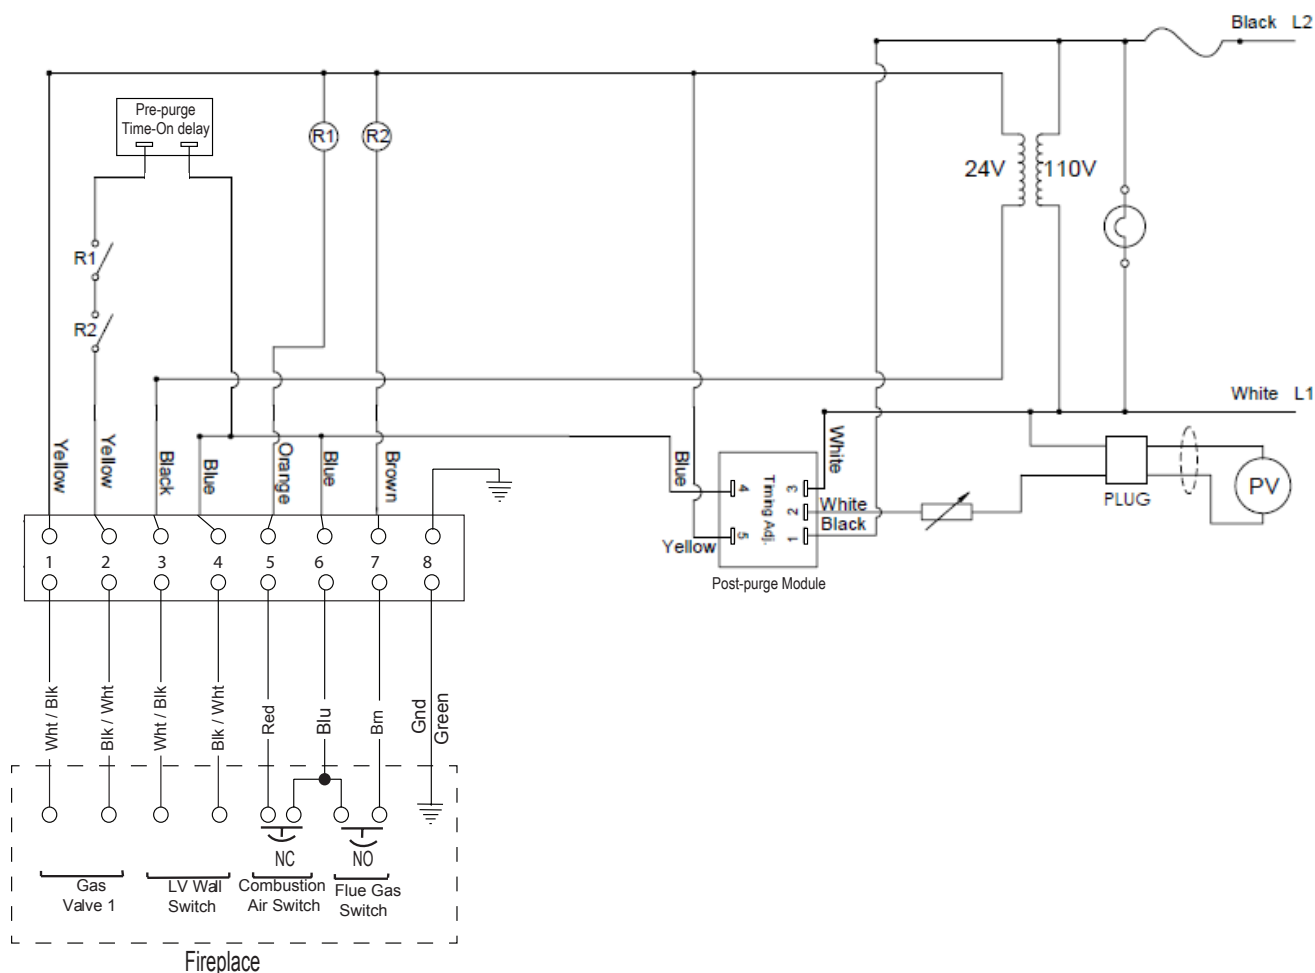 Black L2
Pre-purge
Time-On delay
R1
R2
24V
110V
R1
R2
White L1
Yellow
Yellow
Black
Blue
Orange
Blue
Brown
Blue
White
4
Timing Adj.
3
White
2
Black
1
5
Yellow
PLUG
PV
Post-purge Module
1
2
3
4
5
6
7
8
Wht / Blk
Blk / Wht
Wht / Blk
Blk / Wht
Red
Blu
Brn
Gnd
Green
NC
NO
Gas
Valve 1
LV Wall
Switch
Combustion
Air Switch
Flue Gas
Switch
Fireplace